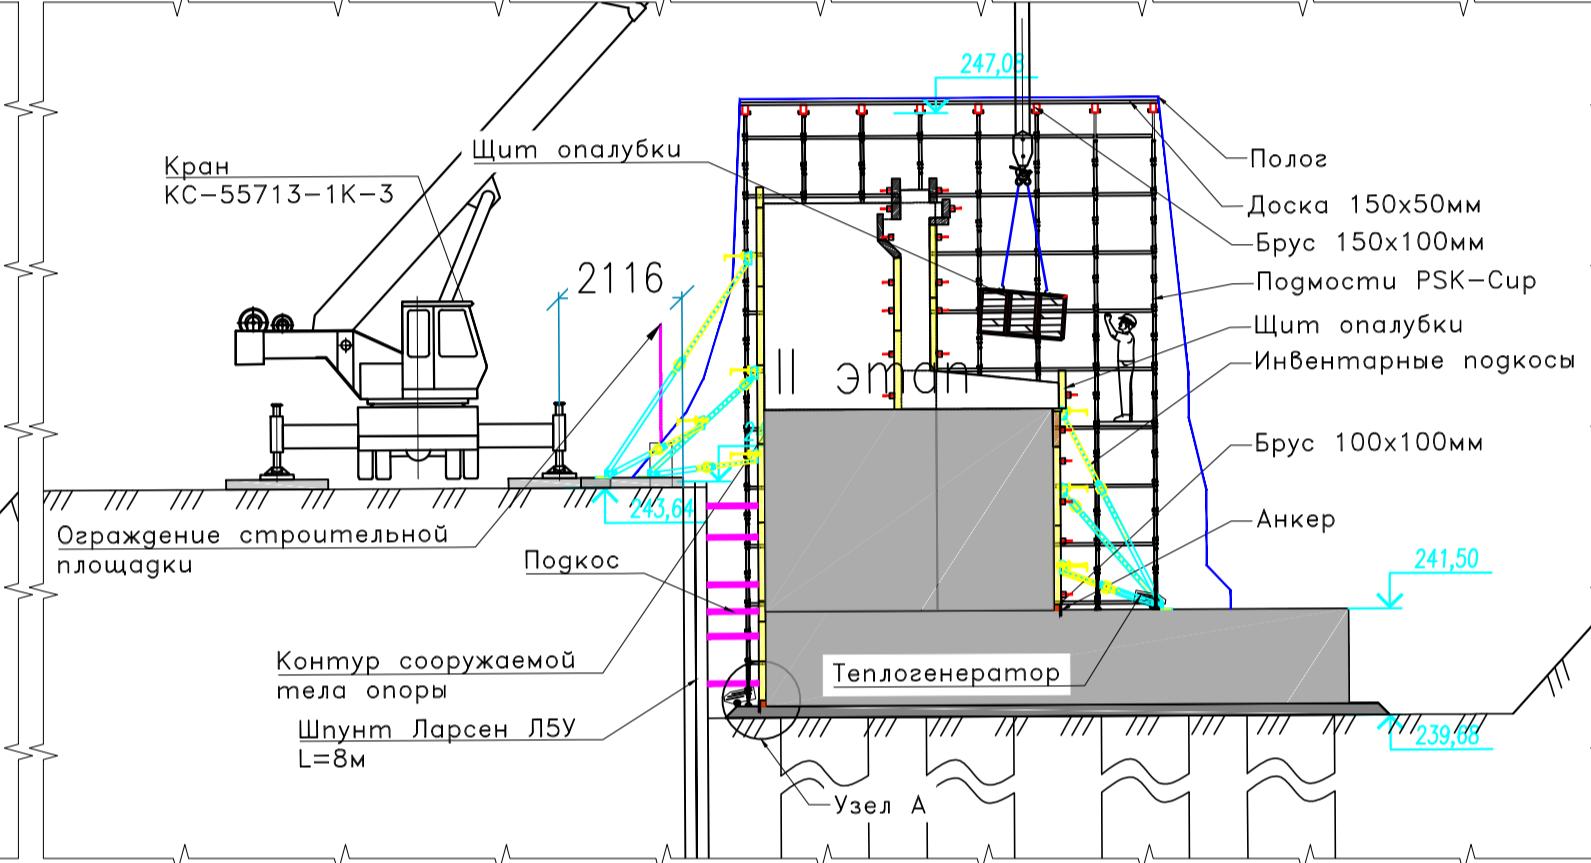 247,03
Щит опалубки
Кран
КС-55713-1К-3
Полог
Доска 150х50мм
Брус 150х100мм
Подмости PSK-Cup
2116
Щит опалубки
II этап
Инвентарные подкосы
Брус 100х100мм
243,64
Ограждение строительной
площадки
Анкер
Подкос
241,50
Контур сооружаемой
тела опоры
Теплогенератор
Шпунт Ларсен Л5У
L=8м
239,68
Узел А